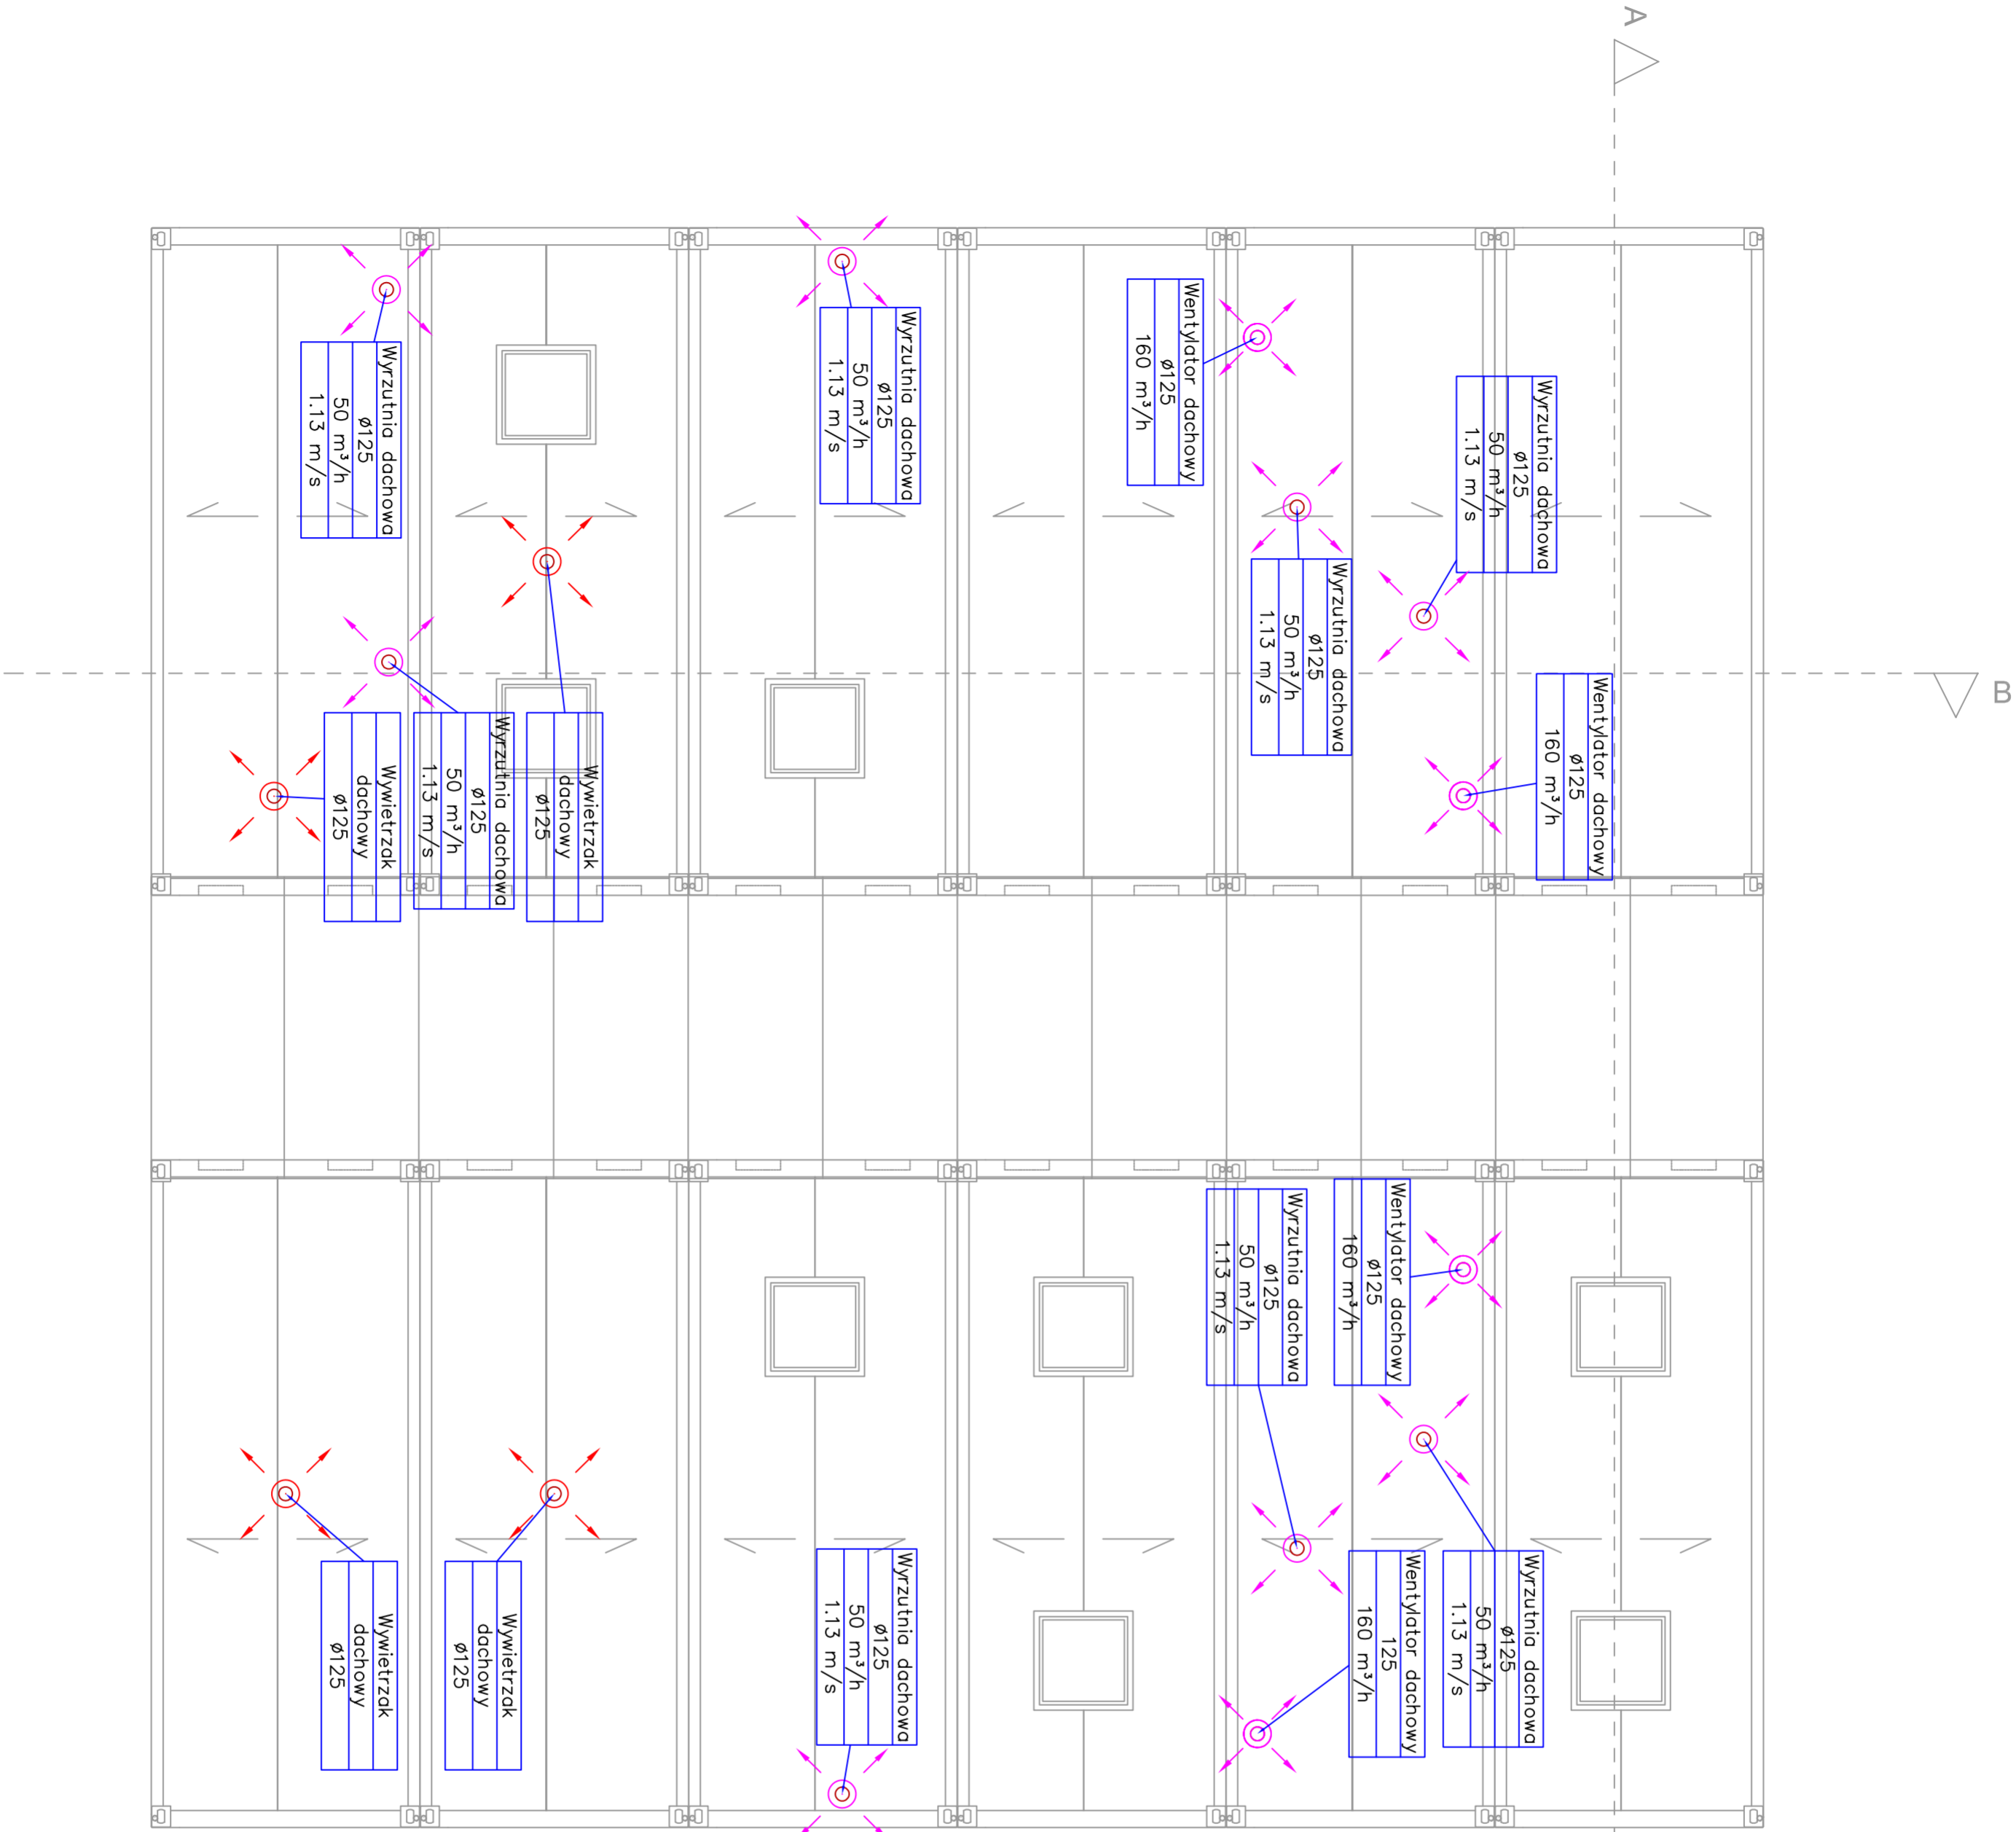 A
B
Wyrzutnia dachowa
ø125
50 m³/h
1.13 m/s
Wyrzutnia dachowa
ø125
50 m³/h
1.13 m/s
Wentylator dachowy
ø125
160 m³/h
Wyrzutnia dachowa
ø125
50 m³/h
1.13 m/s
Wyrzutnia dachowa
ø125
50 m³/h
1.13 m/s
Wentylator dachowy
ø125
160 m³/h
Wywietrzak
dachowy
ø125
Wyrzutnia dachowa
ø125
50 m³/h
1.13 m/s
Wywietrzak
dachowy
ø125
Wyrzutnia dachowa
ø125
50 m³/h
1.13 m/s
Wentylator dachowy
ø125
160 m³/h
Wywietrzak
dachowy
ø125
Wywietrzak
dachowy
ø125
Wyrzutnia dachowa
ø125
50 m³/h
1.13 m/s
Wentylator dachowy
125
160 m³/h
Wyrzutnia dachowa
ø125
50 m³/h
1.13 m/s